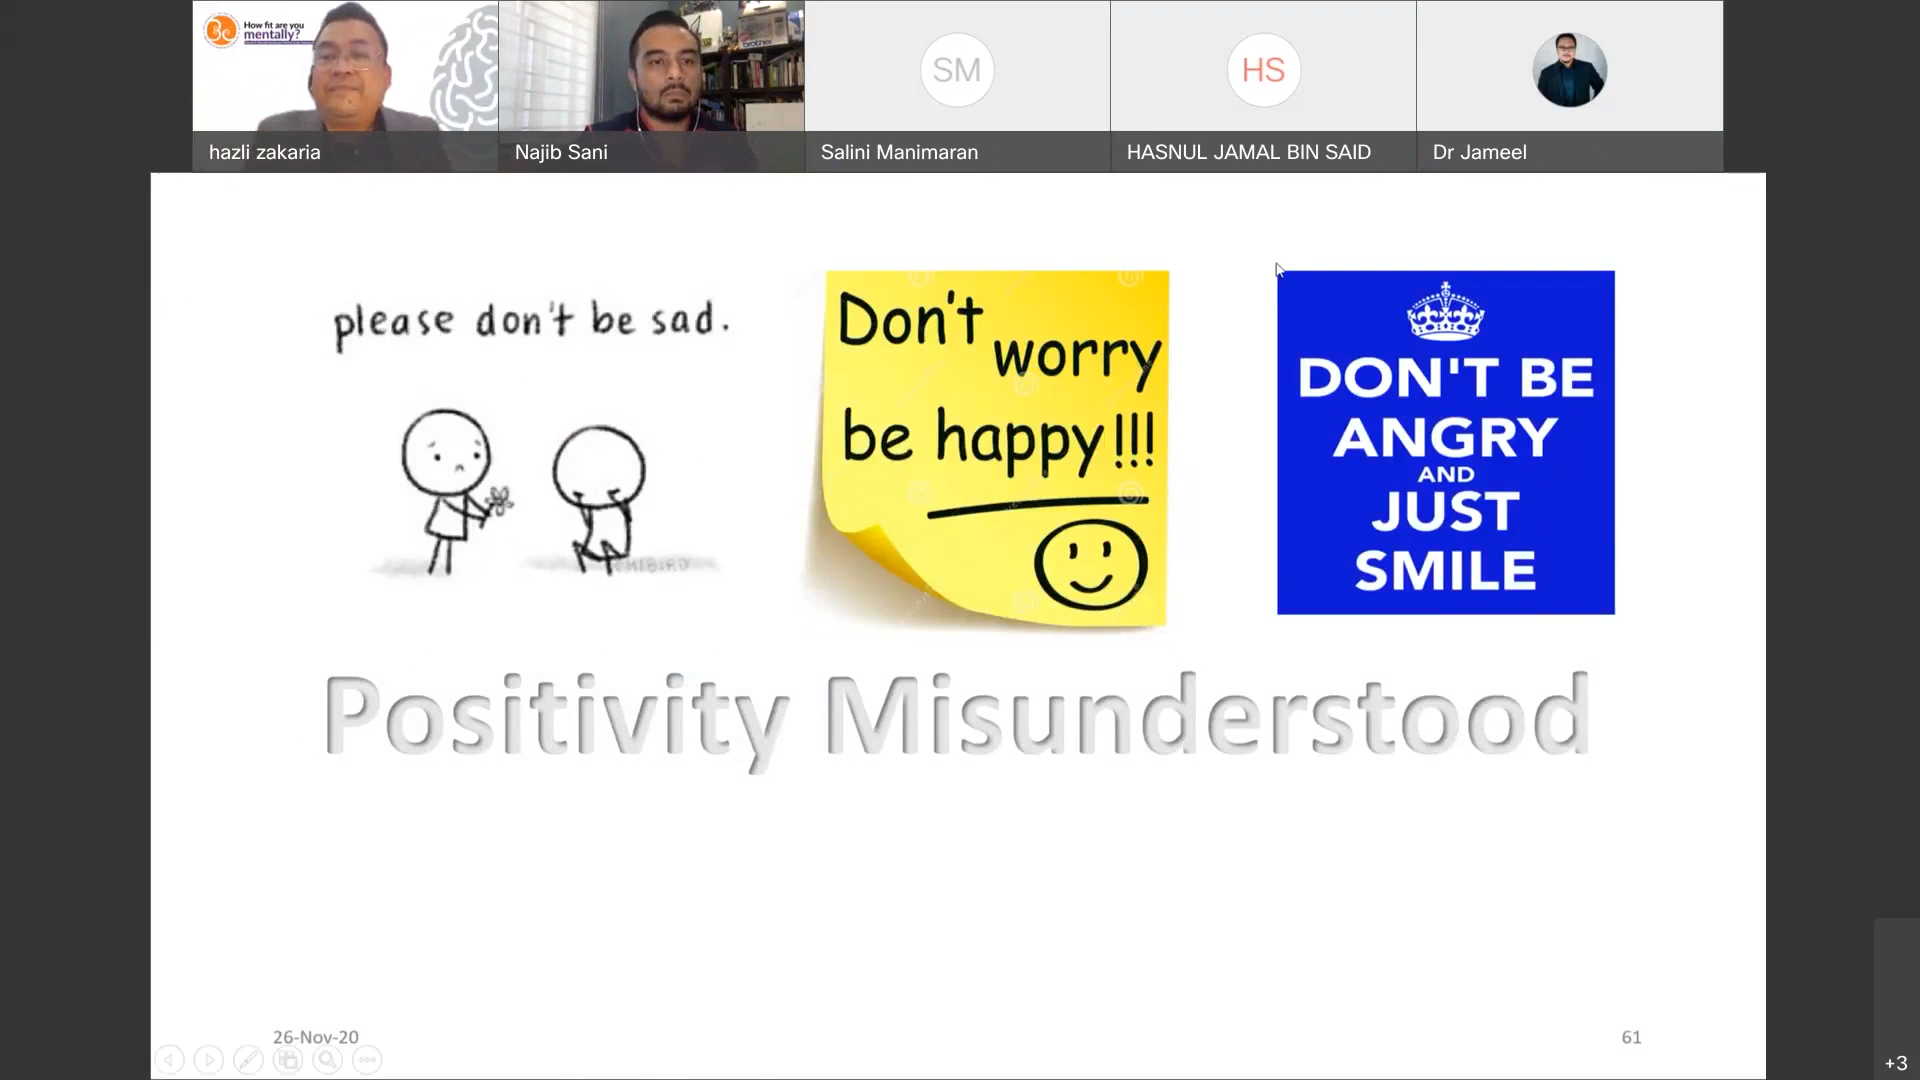 How fit are you
mentally?
SM
HS
hazli zakaria
Najib Sani
Salini Manimaran
HASNUL JAMAL BIN SAID
Dr Jameel
please don't be sad.
CHIBIRD
Don't
worry
be happy!!!
DON'T BE
ANGRY
AND
JUST
SMILE
Positivity Misunderstood
26-Nov-20
61
+3